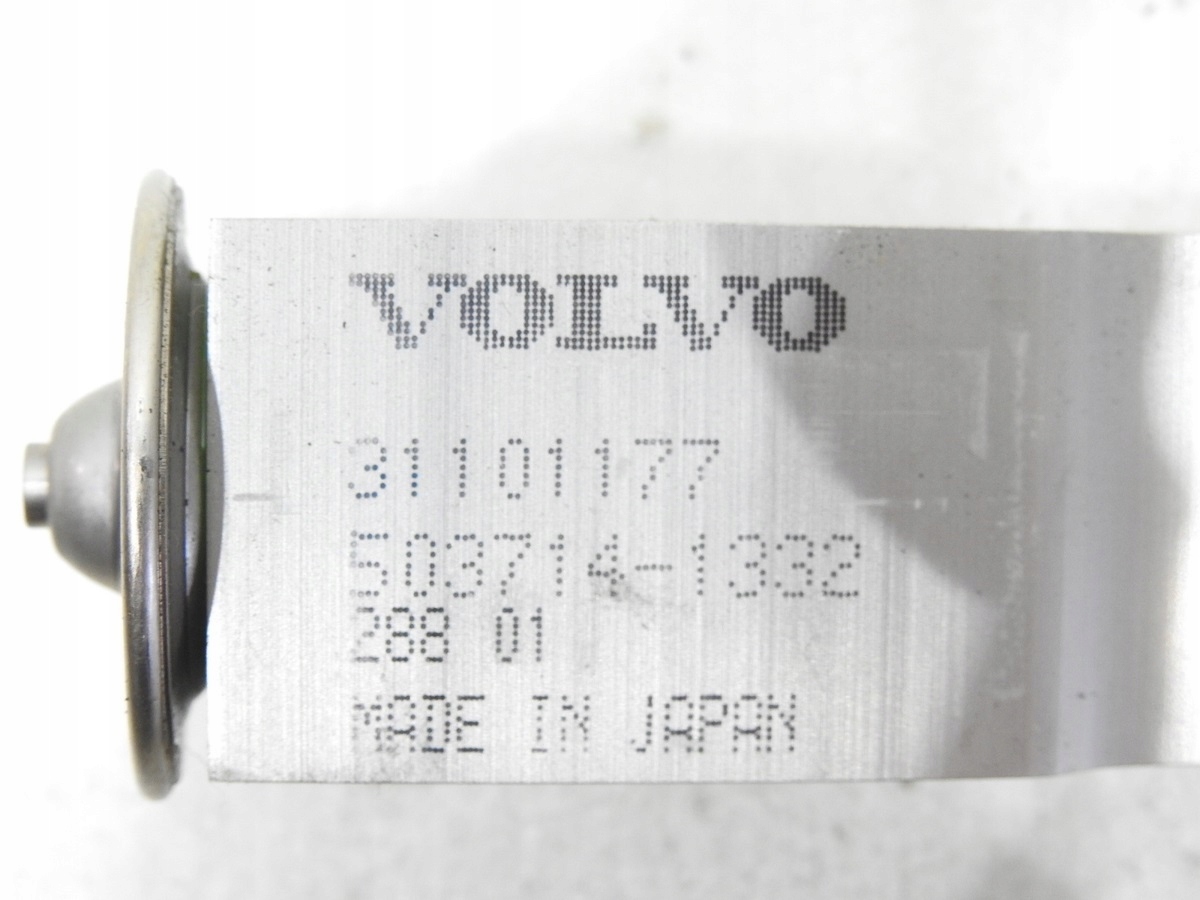 VOLVO
31101177
503714-1332
288 01
MADE IN JAPAN